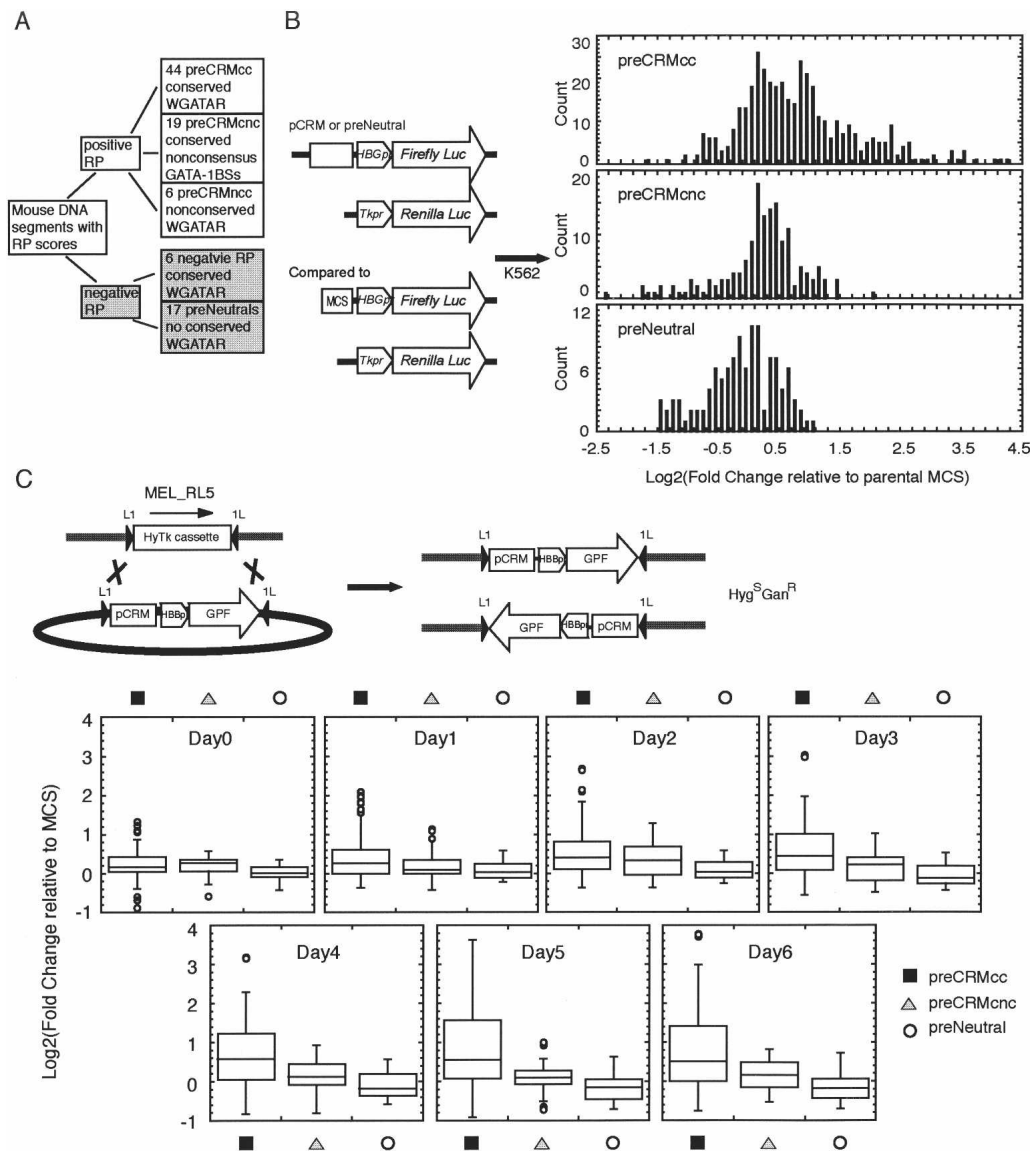 A
44 preCRMcc
conserved
WGATAR
19 preCRMcnc
conserved
nonconsensus
GATA-1BSs
6 preCRMncc
nonconserved
WGATAR
positive
RP
Mouse DNA
segments with
RP scores
negative
RP
6 negatvie RP
conserved
WGATAR
17 preNeutrals
no conserved
WGATAR
B
pCRM or preNeutral
HBGp Firefly Luc
Tkpr Renilla Luc
Compared to
MCS HBGp Firefly Luc
Tkpr Renilla Luc
K562
preCRMcc
Count
30
20
10
0
preCRMcnc
Count
20
10
0
preNeutral
Count
12
6
0
-2.5 -1.5 -0.5 0.5 1.5 2.5 3.5 4.5
Log2(Fold Change relative to parental MCS)
C
MEL_RL5
L1 1L
HyTk cassette
L1 1L
pCRM HBBp GPF
L1 1L
pCRM HBBp GPF
L1 1L
GPF HBBp pCRM
Hyg^S Gan^R
Log2(Fold Change relative to MCS)
4
3
2
1
0
-1
Day0
Day1
Day2
Day3
4
3
2
1
0
-1
Day4
Day5
Day6
preCRMcc
preCRMcnc
preNeutral